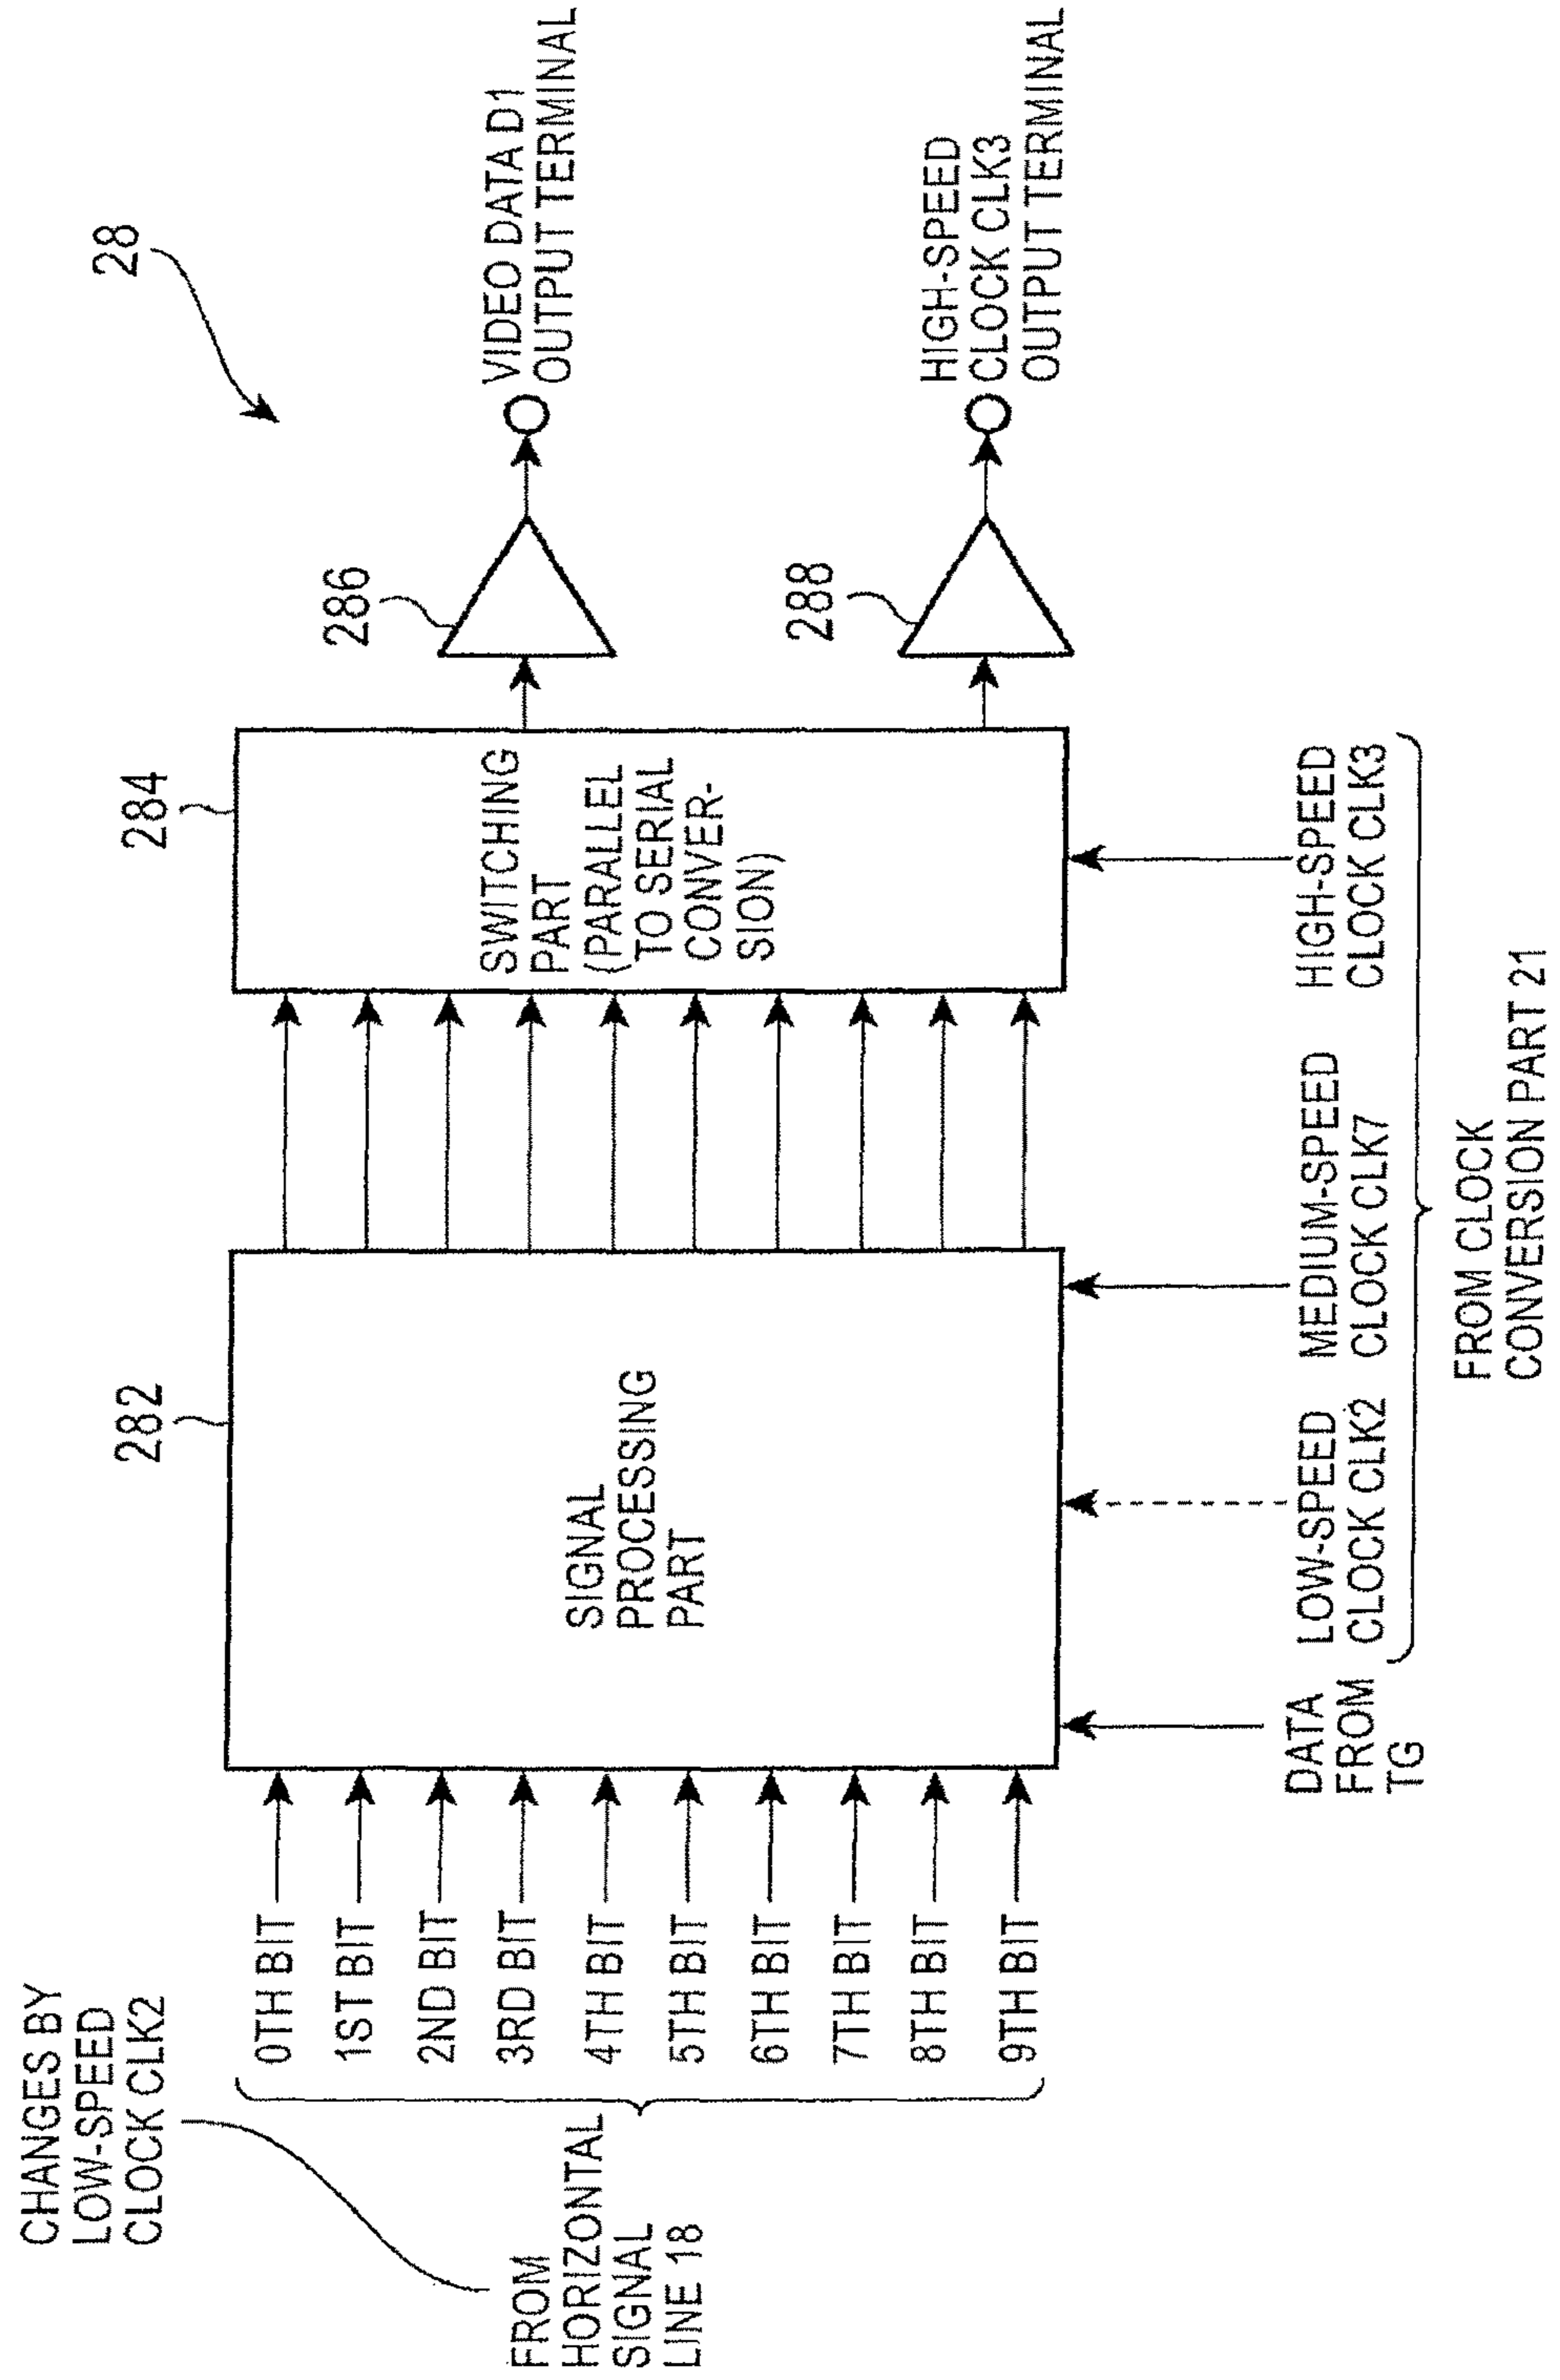 28
CHANGES BY
LOW-SPEED
CLOCK CLK2
FROM
HORIZONTAL
SIGNAL
LINE 18
0TH BIT
1ST BIT
2ND BIT
3RD BIT
4TH BIT
5TH BIT
6TH BIT
7TH BIT
8TH BIT
9TH BIT
282
SIGNAL
PROCESSING
PART
284
SWITCHING
PART
(PARALLEL
TO SERIAL
CONVER-
SION)
286
VIDEO DATA D1
OUTPUT TERMINAL
288
HIGH-SPEED
CLOCK CLK3
OUTPUT TERMINAL
DATA
FROM
TG
LOW-SPEED
CLOCK CLK2
MEDIUM-SPEED
CLOCK CLK7
HIGH-SPEED
CLOCK CLK3
FROM CLOCK
CONVERSION PART 21